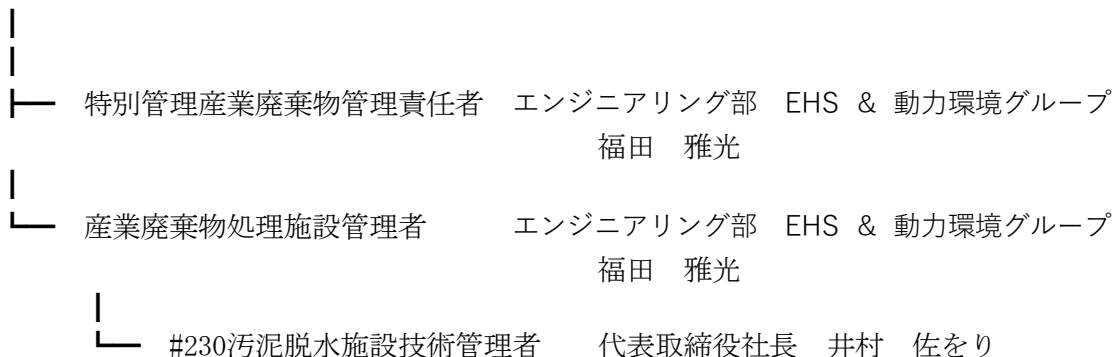 特別管理産業廃棄物管理責任者　エンジニアリング部　EHS & 動力環境グループ
福田　雅光
産業廃棄物処理施設管理者　エンジニアリング部　EHS & 動力環境グループ
福田　雅光
#230汚泥脱水施設技術管理者　代表取締役社長　井村　佐をり